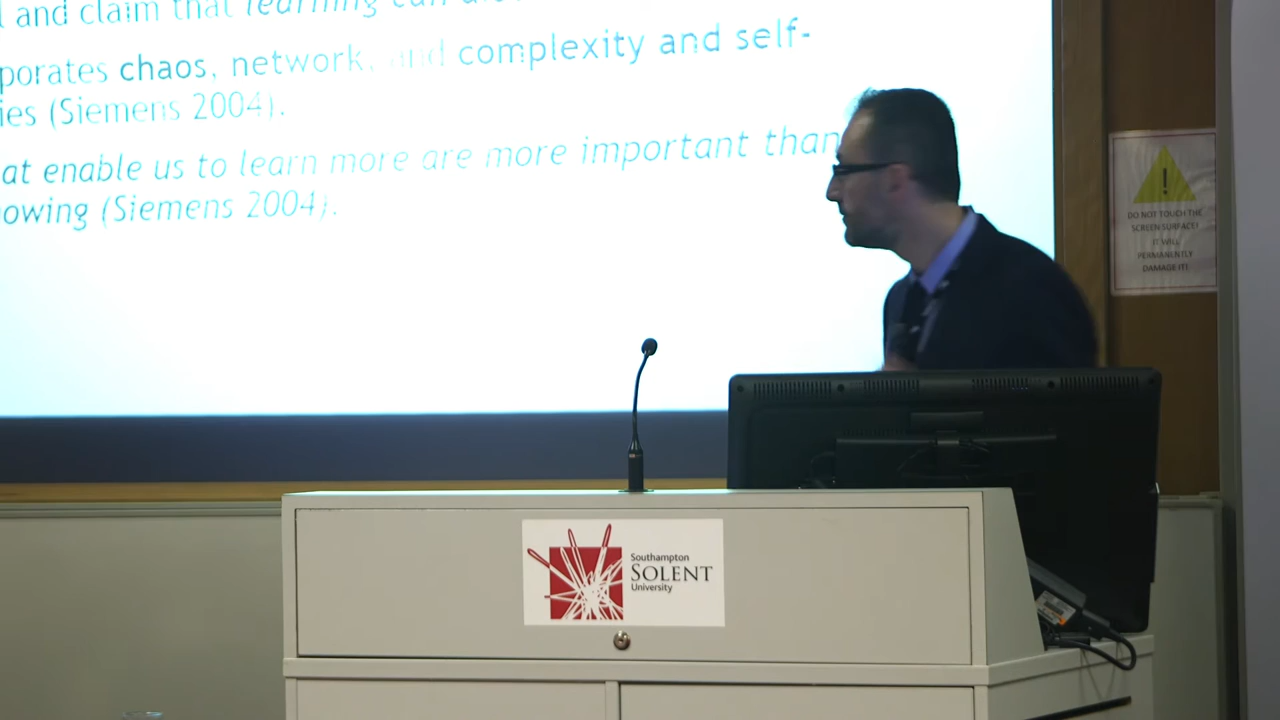 and claim that learning can
porates chaos, network, and complexity and self-
ies (Siemens 2004).
at enable us to learn more are more important than
owing (Siemens 2004).
DO NOT TOUCH THE
SCREEN SURFACE!
IT WILL
PERMANENTLY
DAMAGE IT!
Southampton
SOLENT
University